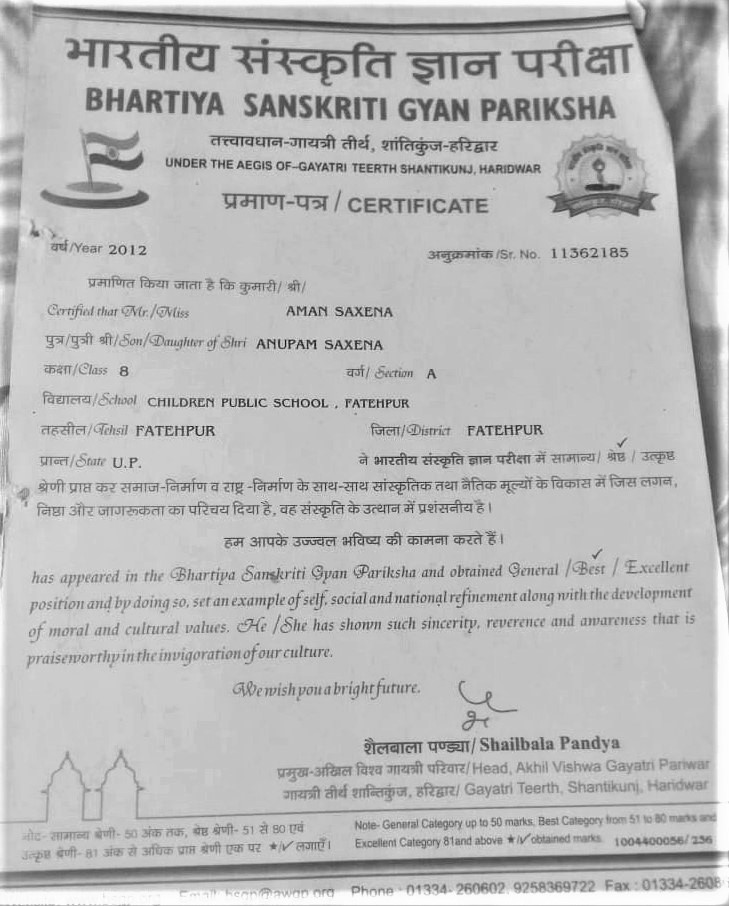 भारतीय संस्कृति ज्ञान परीक्षा
BHARTIYA SANSKRITI GYAN PARIKSHA
तत्त्वावधान-गायत्री तीर्थ, शांतिकुंज-हरिद्वार
UNDER THE AEGIS OF-GAYATRI TEERTH SHANTIKUNJ, HARIDWAR
प्रमाण-पत्र / CERTIFICATE
वर्ष/Year 2012 अनुक्रमांक/Sr. No. 11362185
प्रमाणित किया जाता है कि कुमारी/ श्री/
Certified that Mr./Miss AMAN SAXENA
पुत्र/पुत्री श्री/Son/Daughter of Shri ANUPAM SAXENA
कक्षा/Class 8 वर्ग/ Section A
विद्यालय/School CHILDREN PUBLIC SCHOOL , FATEHPUR
तहसील/Tehsil FATEHPUR जिला/District FATEHPUR
प्रान्त/State U.P. ने भारतीय संस्कृति ज्ञान परीक्षा में सामान्य/ श्रेष्ठ / उत्कृष्ठ
श्रेणी प्राप्त कर समाज-निर्माण व राष्ट्र -निर्माण के साथ-साथ सांस्कृतिक तथा नैतिक मूल्यों के विकास में जिस लगन,
निष्ठा और जागरूकता का परिचय दिया है, वह संस्कृति के उत्थान में प्रशंसनीय है।
हम आपके उज्ज्वल भविष्य की कामना करते हैं।
has appeared in the Bhartiya Sanskriti Gyan Pariksha and obtained General /Best / Excellent
position and by doing so, set an example of self, social and national refinement along with the development
of moral and cultural values. He /She has shown such sincerity, reverence and awareness that is
praiseworthy in the invigoration of our culture.
We wish you a bright future.
शैलबाला पण्ड्या/ Shailbala Pandya
प्रमुख-अखिल विश्व गायत्री परिवार/ Head, Akhil Vishwa Gayatri Pariwar
गायत्री तीर्थ शान्तिकुंज, हरिद्वार/ Gayatri Teerth, Shantikunj, Haridwar
नोट- सामान्य श्रेणी- 50 अंक तक, श्रेष्ठ श्रेणी- 51 से 80 एवं
उत्कृष्ठ श्रेणी- 81 अंक से अधिक प्राप्त श्रेणी एक पर ★/✓ लगाएँ।
Note- General Category up to 50 marks, Best Category from 51 to 80 marks and
Excellent Category 81and above ★/✓ obtained marks. 1004400056/ 236
Email: bsgp@awgp.org Phone : 01334- 260602, 9258369722 Fax : 01334-2608